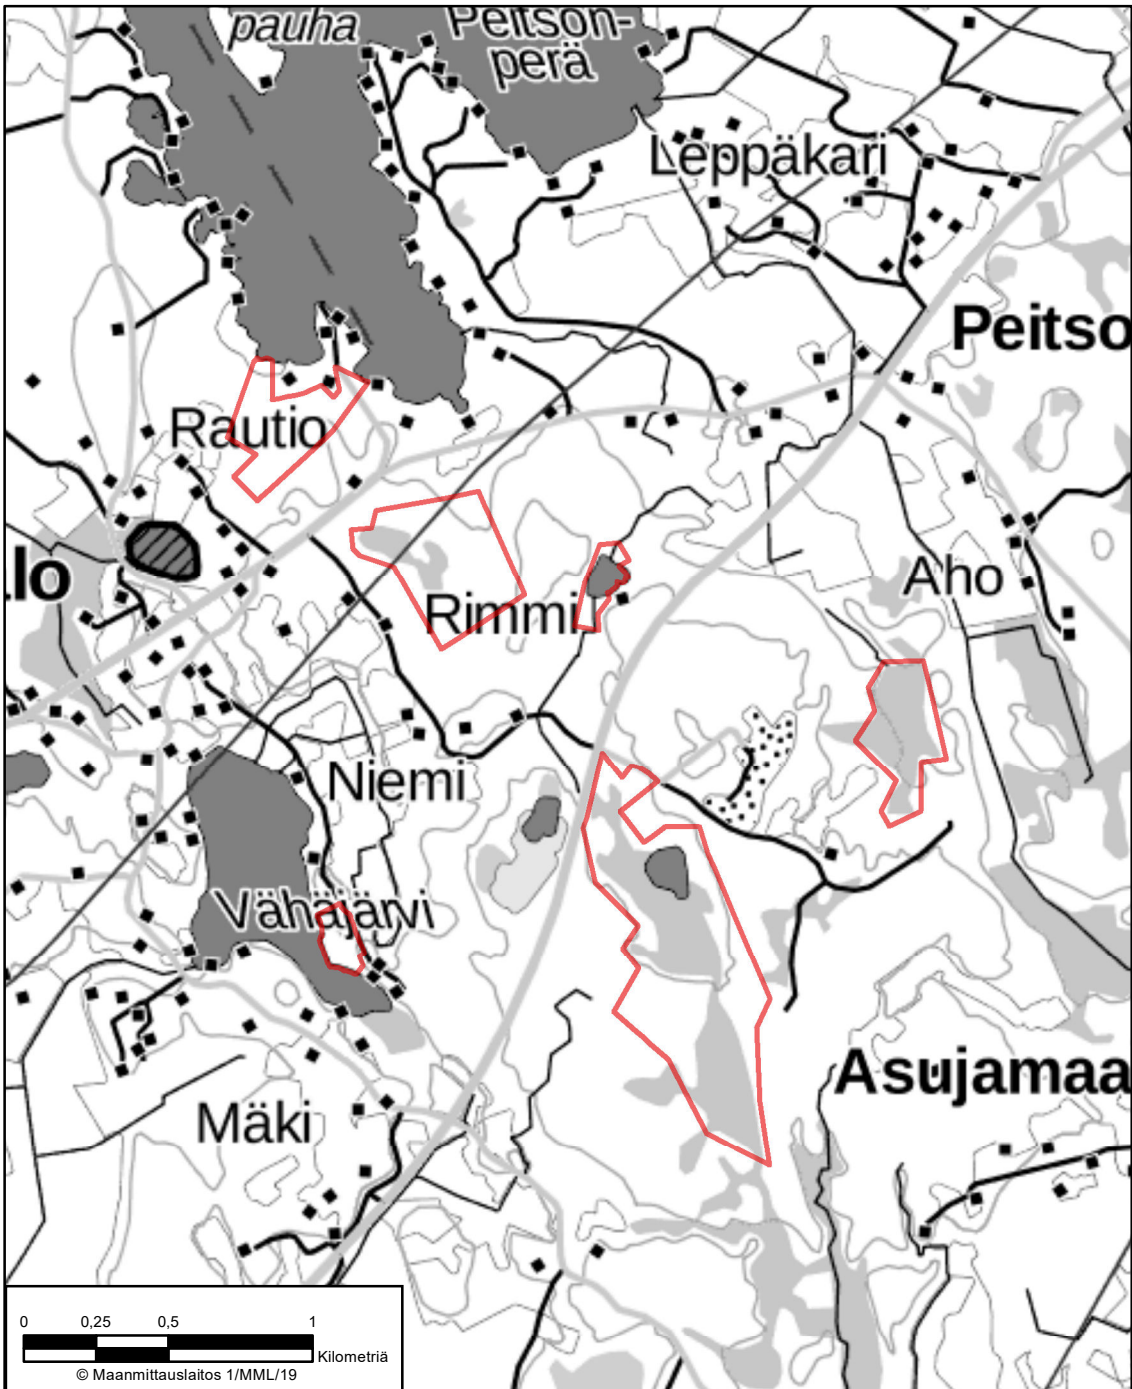 pauha
Peitson-
perä
Leppäkari
Peitso
Rautio
lo
Aho
Rimmi
Niemi
Vähäjärvi
Asujamaa
Mäki
0 0,25 0,5 1
Kilometriä
© Maanmittauslaitos 1/MML/19